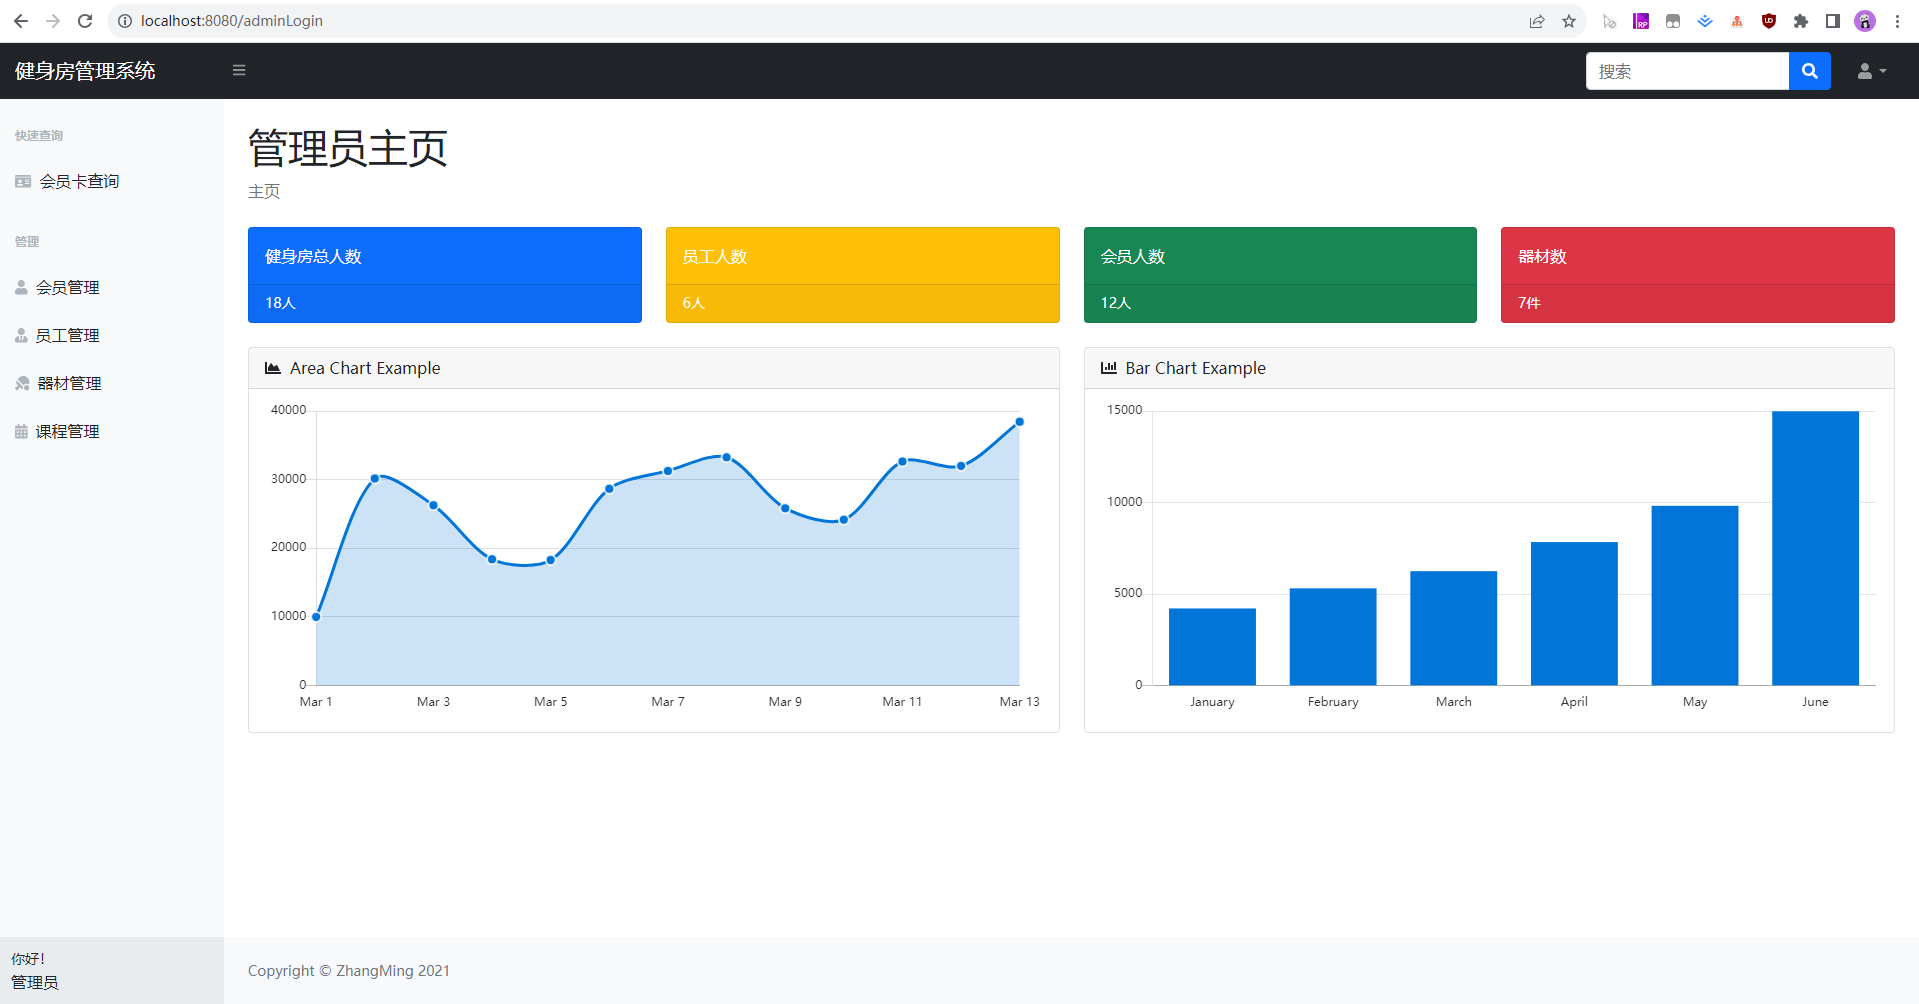 localhost:8080/adminLogin
健身房管理系统
搜索
快速查询
会员卡查询
管理
会员管理
员工管理
器材管理
课程管理
你好！
管理员
管理员主页
主页
健身房总人数
18人
员工人数
6人
会员人数
12人
器材数
7件
Area Chart Example
40000
30000
20000
10000
0
Mar 1 Mar 3 Mar 5 Mar 7 Mar 9 Mar 11 Mar 13
Bar Chart Example
15000
10000
5000
0
January February March April May June
Copyright © ZhangMing 2021